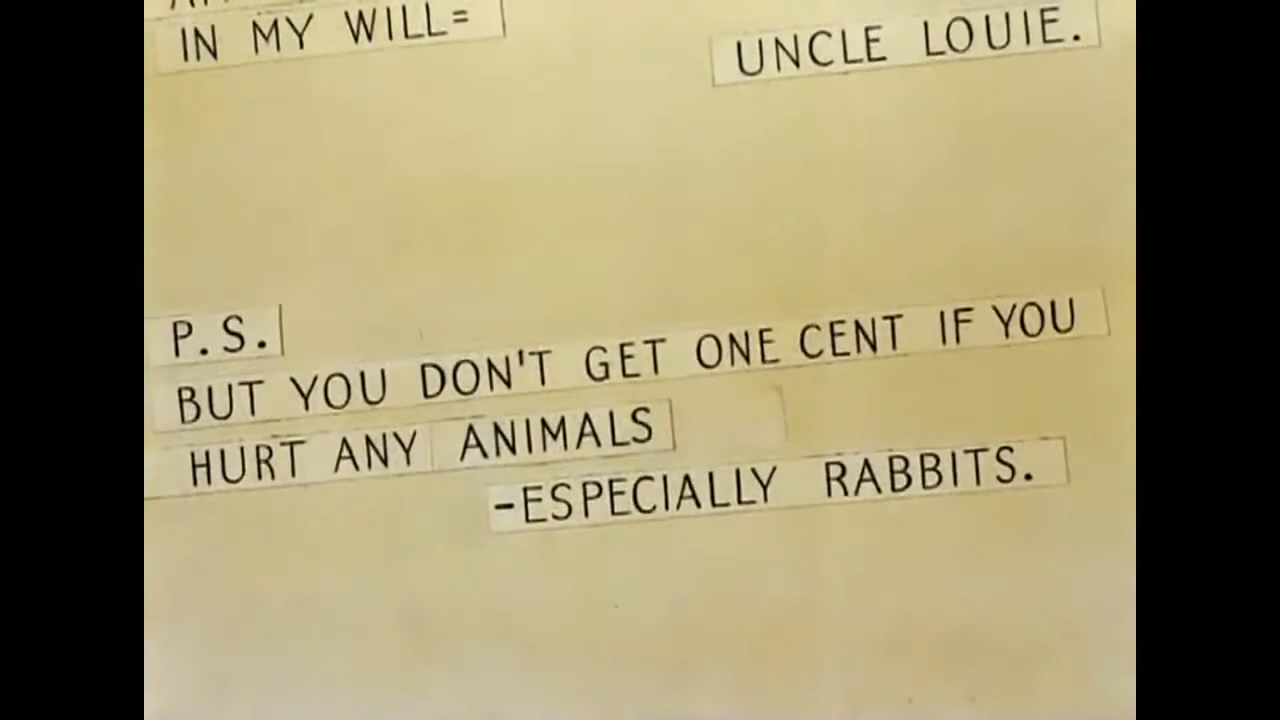 IN MY WILL=
UNCLE LOUIE.
P.S.
BUT YOU DON'T GET ONE CENT IF YOU
HURT ANY ANIMALS
-ESPECIALLY RABBITS.